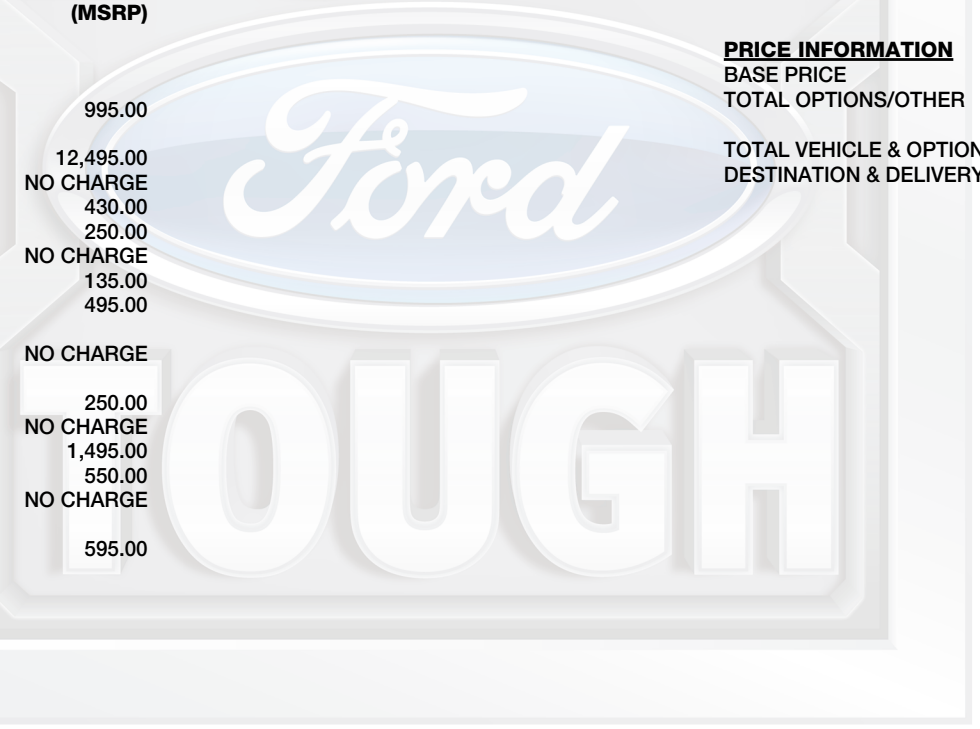 (MSRP)
995.00
12,495.00
NO CHARGE
430.00
250.00
NO CHARGE
135.00
495.00
NO CHARGE
250.00
NO CHARGE
1,495.00
550.00
NO CHARGE
595.00
PRICE INFORMATION
BASE PRICE
TOTAL OPTIONS/OTHER
TOTAL VEHICLE & OPTION
DESTINATION & DELIVERY
Ford
TOUGH